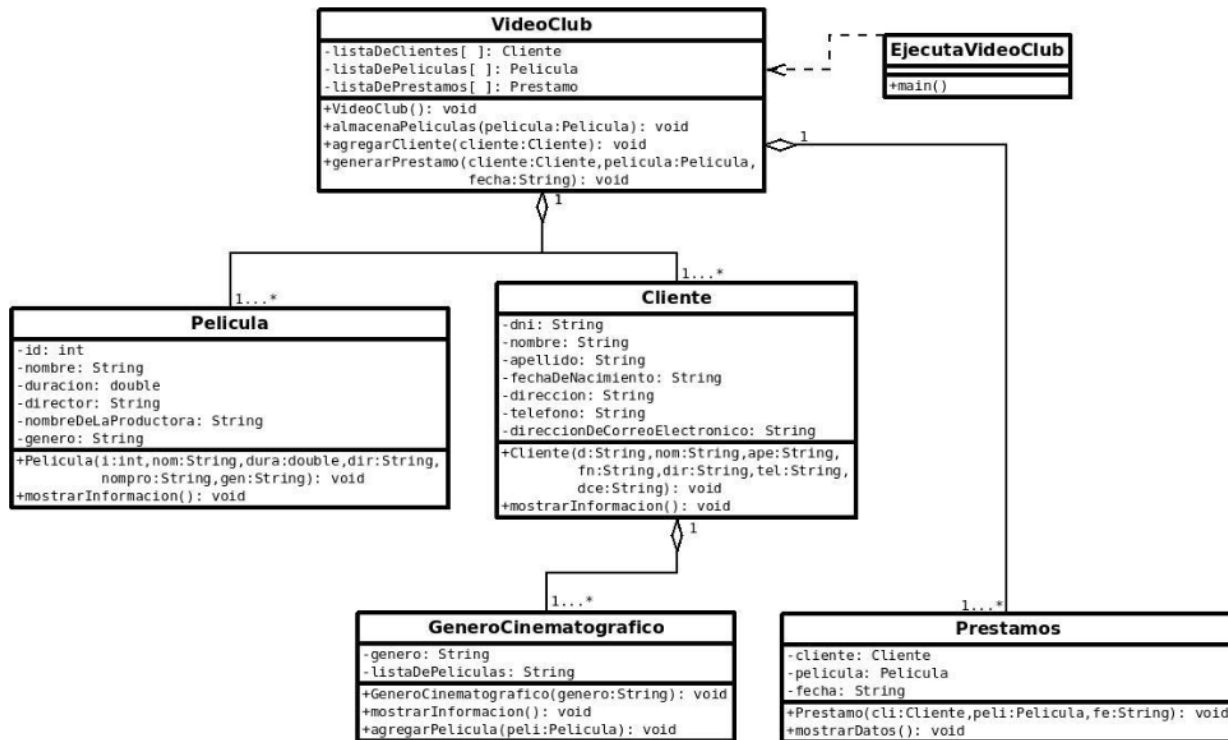 VideoClub
-listaDeClientes[ ]: Cliente
-listaDePeliculas[ ]: Pelicula
-listaDePrestamos[ ]: Prestamo
+VideoClub(): void
+almacenaPeliculas(pelicula:Pelicula): void
+agregarCliente(cliente:Cliente): void
+generarPrestamo(cliente:Cliente,pelicula:Pelicula,
fecha:String): void
EjecutaVideoClub
+main()
1
1
1...*
1...*
Pelicula
-id: int
-nombre: String
-duracion: double
-director: String
-nombreDeLaProductora: String
-genero: String
+Pelicula(i:int,nom:String,dura:double,dir:String,
nompro:String,gen:String): void
+mostrarInformacion(): void
Cliente
-dni: String
-nombre: String
-apellido: String
-fechaDeNacimiento: String
-direccion: String
-telefono: String
-direccionDeCorreoElectronico: String
+Cliente(d:String,nom:String,ape:String,
fn:String,dir:String,tel:String,
dce:String): void
+mostrarInformacion(): void
1
1...*
1...*
GeneroCinematografico
-genero: String
-listaDePeliculas: String
+GeneroCinematografico(genero:String): void
+mostrarInformacion(): void
+agregarPelicula(peli:Pelicula): void
Prestamos
-cliente: Cliente
-pelicula: Pelicula
-fecha: String
+Prestamo(cli:Cliente,peli:Pelicula,fe:String): void
+mostrarDatos(): void